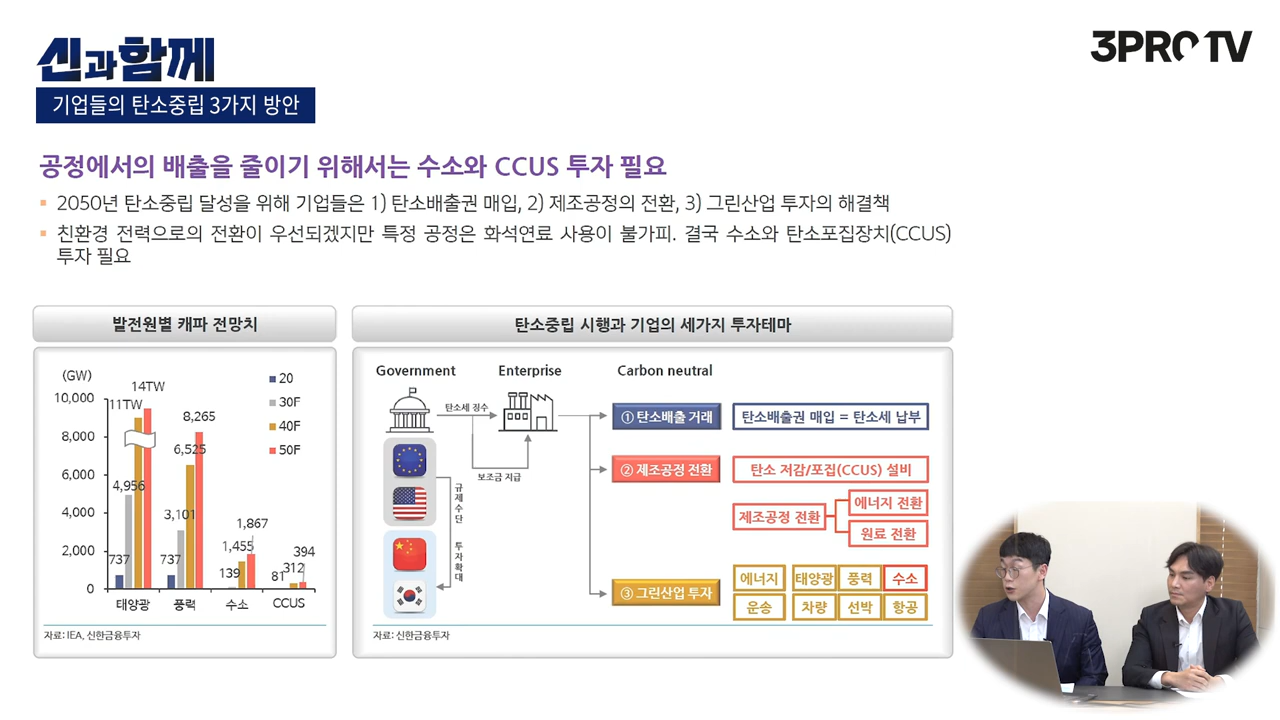 신과함께
3PRO TV
기업들의 탄소중립 3가지 방안
공정에서의 배출을 줄이기 위해서는 수소와 CCUS 투자 필요
2050년 탄소중립 달성을 위해 기업들은 1) 탄소배출권 매입, 2) 제조공정의 전환, 3) 그린산업 투자의 해결책
친환경 전력으로의 전환이 우선되겠지만 특정 공정은 화석연료 사용이 불가피. 결국 수소와 탄소포집장치(CCUS)
투자 필요
발전원별 캐파 전망치
(GW)
10,000
8,000
6,000
4,000
2,000
0
20
30F
40F
50F
737
4,956
11TW
14TW
737
3,101
6,525
8,265
139
1,455
1,867
81
312
394
태양광
풍력
수소
CCUS
자료: IEA, 신한금융투자
탄소중립 시행과 기업의 세가지 투자테마
Government
Enterprise
Carbon neutral
탄소세 징수
보조금 지급
규제수단
투자확대
① 탄소배출 거래
탄소배출권 매입 = 탄소세 납부
② 제조공정 전환
탄소 저감/포집(CCUS) 설비
제조공정 전환
에너지 전환
원료 전환
③ 그린산업 투자
에너지
태양광
풍력
수소
운송
차량
선박
항공
자료: 신한금융투자